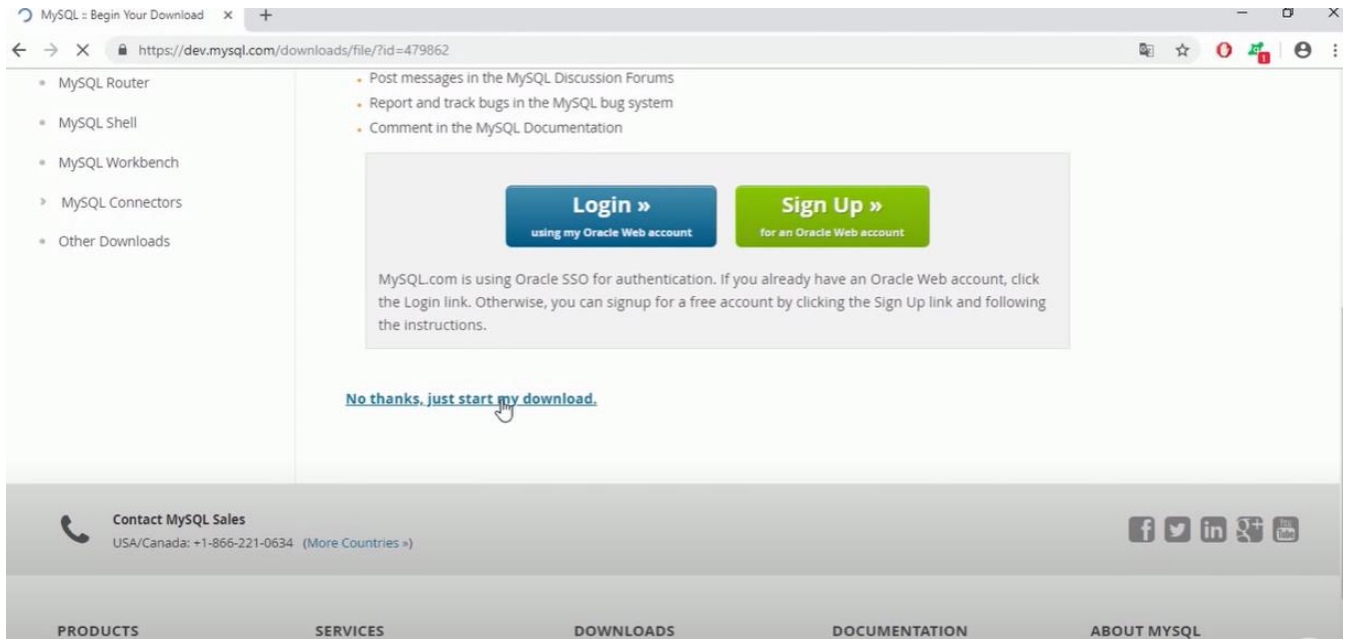 MySQL :: Begin Your Download
https://dev.mysql.com/downloads/file/?id=479862
1
MySQL Router
MySQL Shell
MySQL Workbench
MySQL Connectors
Other Downloads
Post messages in the MySQL Discussion Forums
Report and track bugs in the MySQL bug system
Comment in the MySQL Documentation
Login »
using my Oracle Web account
Sign Up »
for an Oracle Web account
MySQL.com is using Oracle SSO for authentication. If you already have an Oracle Web account, click
the Login link. Otherwise, you can signup for a free account by clicking the Sign Up link and following
the instructions.
No thanks, just start my download.
Contact MySQL Sales
USA/Canada: +1-866-221-0634 (More Countries »)
f in g+ You Tube
PRODUCTS SERVICES DOWNLOADS DOCUMENTATION ABOUT MYSQL